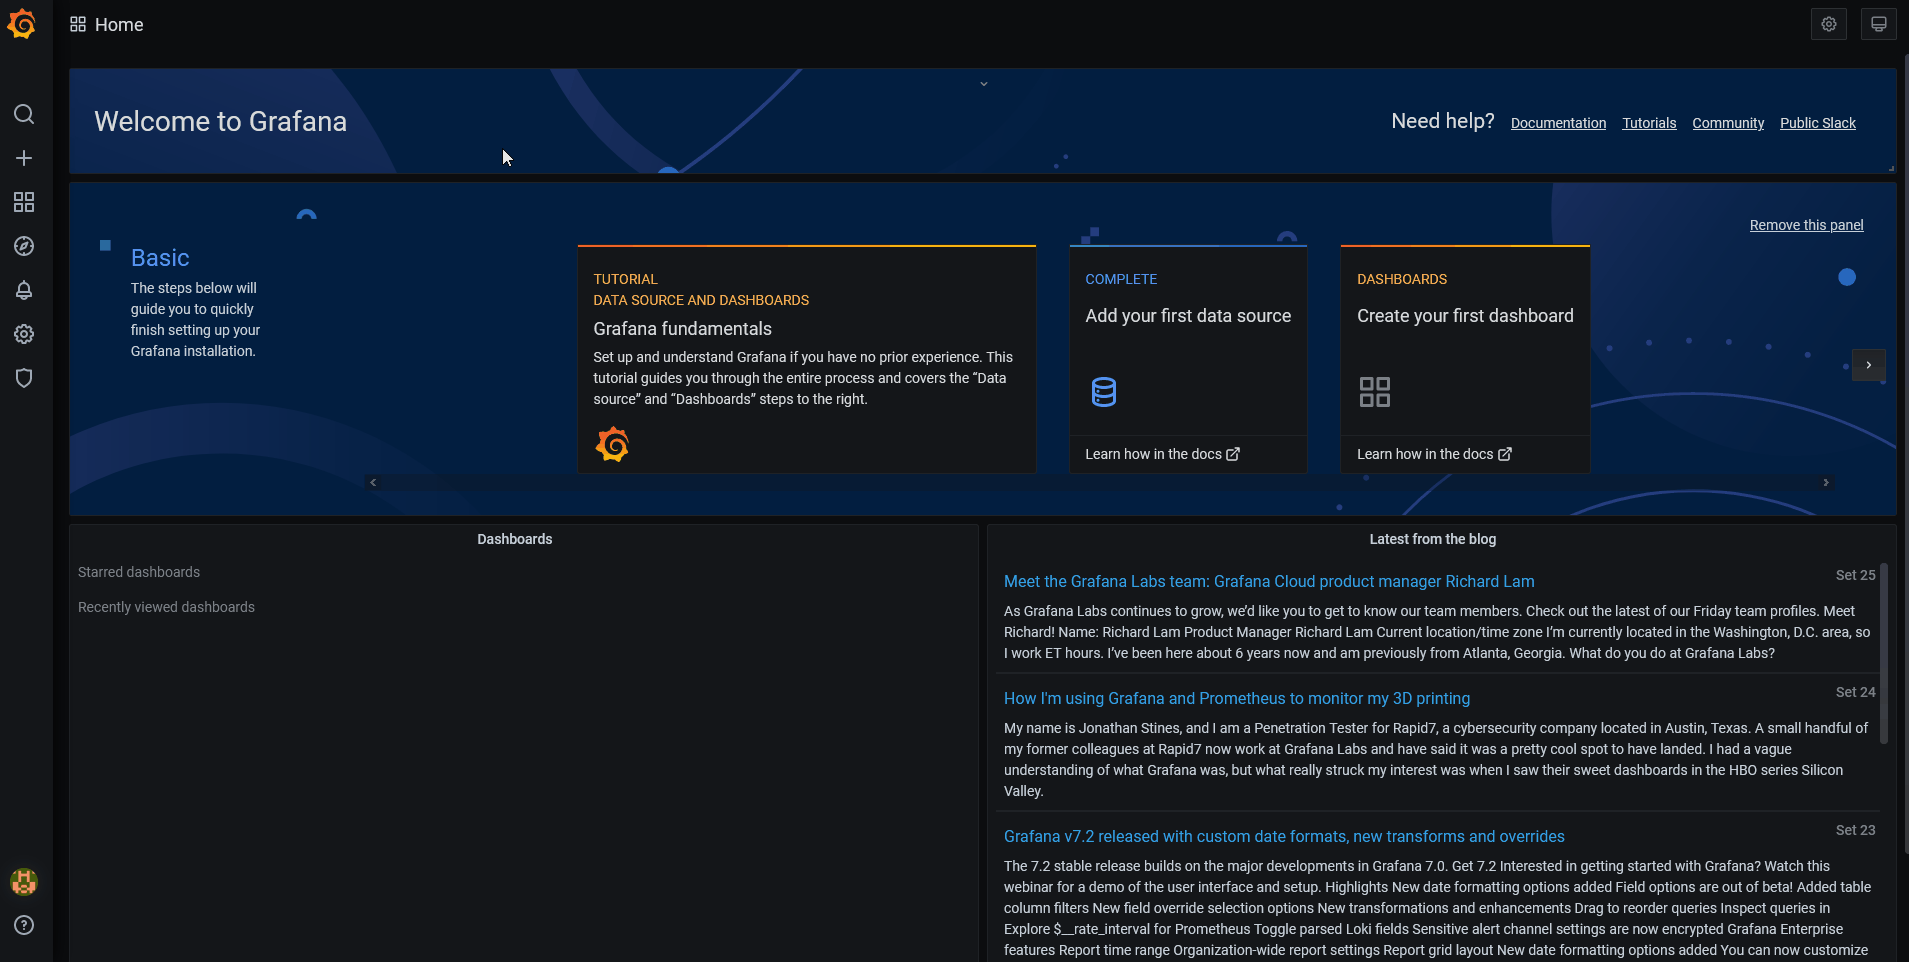 Home
Welcome to Grafana
Need help? Documentation Tutorials Community Public Slack
Remove this panel
Basic
The steps below will
guide you to quickly
finish setting up your
Grafana installation.
TUTORIAL
DATA SOURCE AND DASHBOARDS
Grafana fundamentals
Set up and understand Grafana if you have no prior experience. This
tutorial guides you through the entire process and covers the “Data
source” and “Dashboards” steps to the right.
COMPLETE
Add your first data source
Learn how in the docs
DASHBOARDS
Create your first dashboard
Learn how in the docs
Dashboards
Starred dashboards
Recently viewed dashboards
Latest from the blog
Meet the Grafana Labs team: Grafana Cloud product manager Richard Lam
Set 25
As Grafana Labs continues to grow, we’d like you to get to know our team members. Check out the latest of our Friday team profiles. Meet
Richard! Name: Richard Lam Product Manager Richard Lam Current location/time zone I’m currently located in the Washington, D.C. area, so
I work ET hours. I’ve been here about 6 years now and am previously from Atlanta, Georgia. What do you do at Grafana Labs?
How I'm using Grafana and Prometheus to monitor my 3D printing
Set 24
My name is Jonathan Stines, and I am a Penetration Tester for Rapid7, a cybersecurity company located in Austin, Texas. A small handful of
my former colleagues at Rapid7 now work at Grafana Labs and have said it was a pretty cool spot to have landed. I had a vague
understanding of what Grafana was, but what really struck my interest was when I saw their sweet dashboards in the HBO series Silicon
Valley.
Grafana v7.2 released with custom date formats, new transforms and overrides
Set 23
The 7.2 stable release builds on the major developments in Grafana 7.0. Get 7.2 Interested in getting started with Grafana? Watch this
webinar for a demo of the user interface and setup. Highlights New date formatting options added Field options are out of beta! Added table
column filters New field override selection options New transformations and enhancements Drag to reorder queries Inspect queries in
Explore $__rate_interval for Prometheus Toggle parsed Loki fields Sensitive alert channel settings are now encrypted Grafana Enterprise
features Report time range Organization-wide report settings Report grid layout New date formatting options added You can now customize